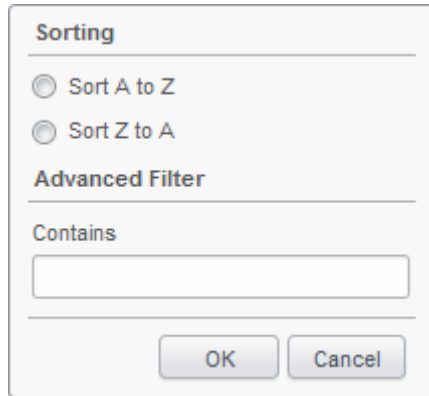 Sorting
Sort A to Z
Sort Z to A
Advanced Filter
Contains
OK Cancel